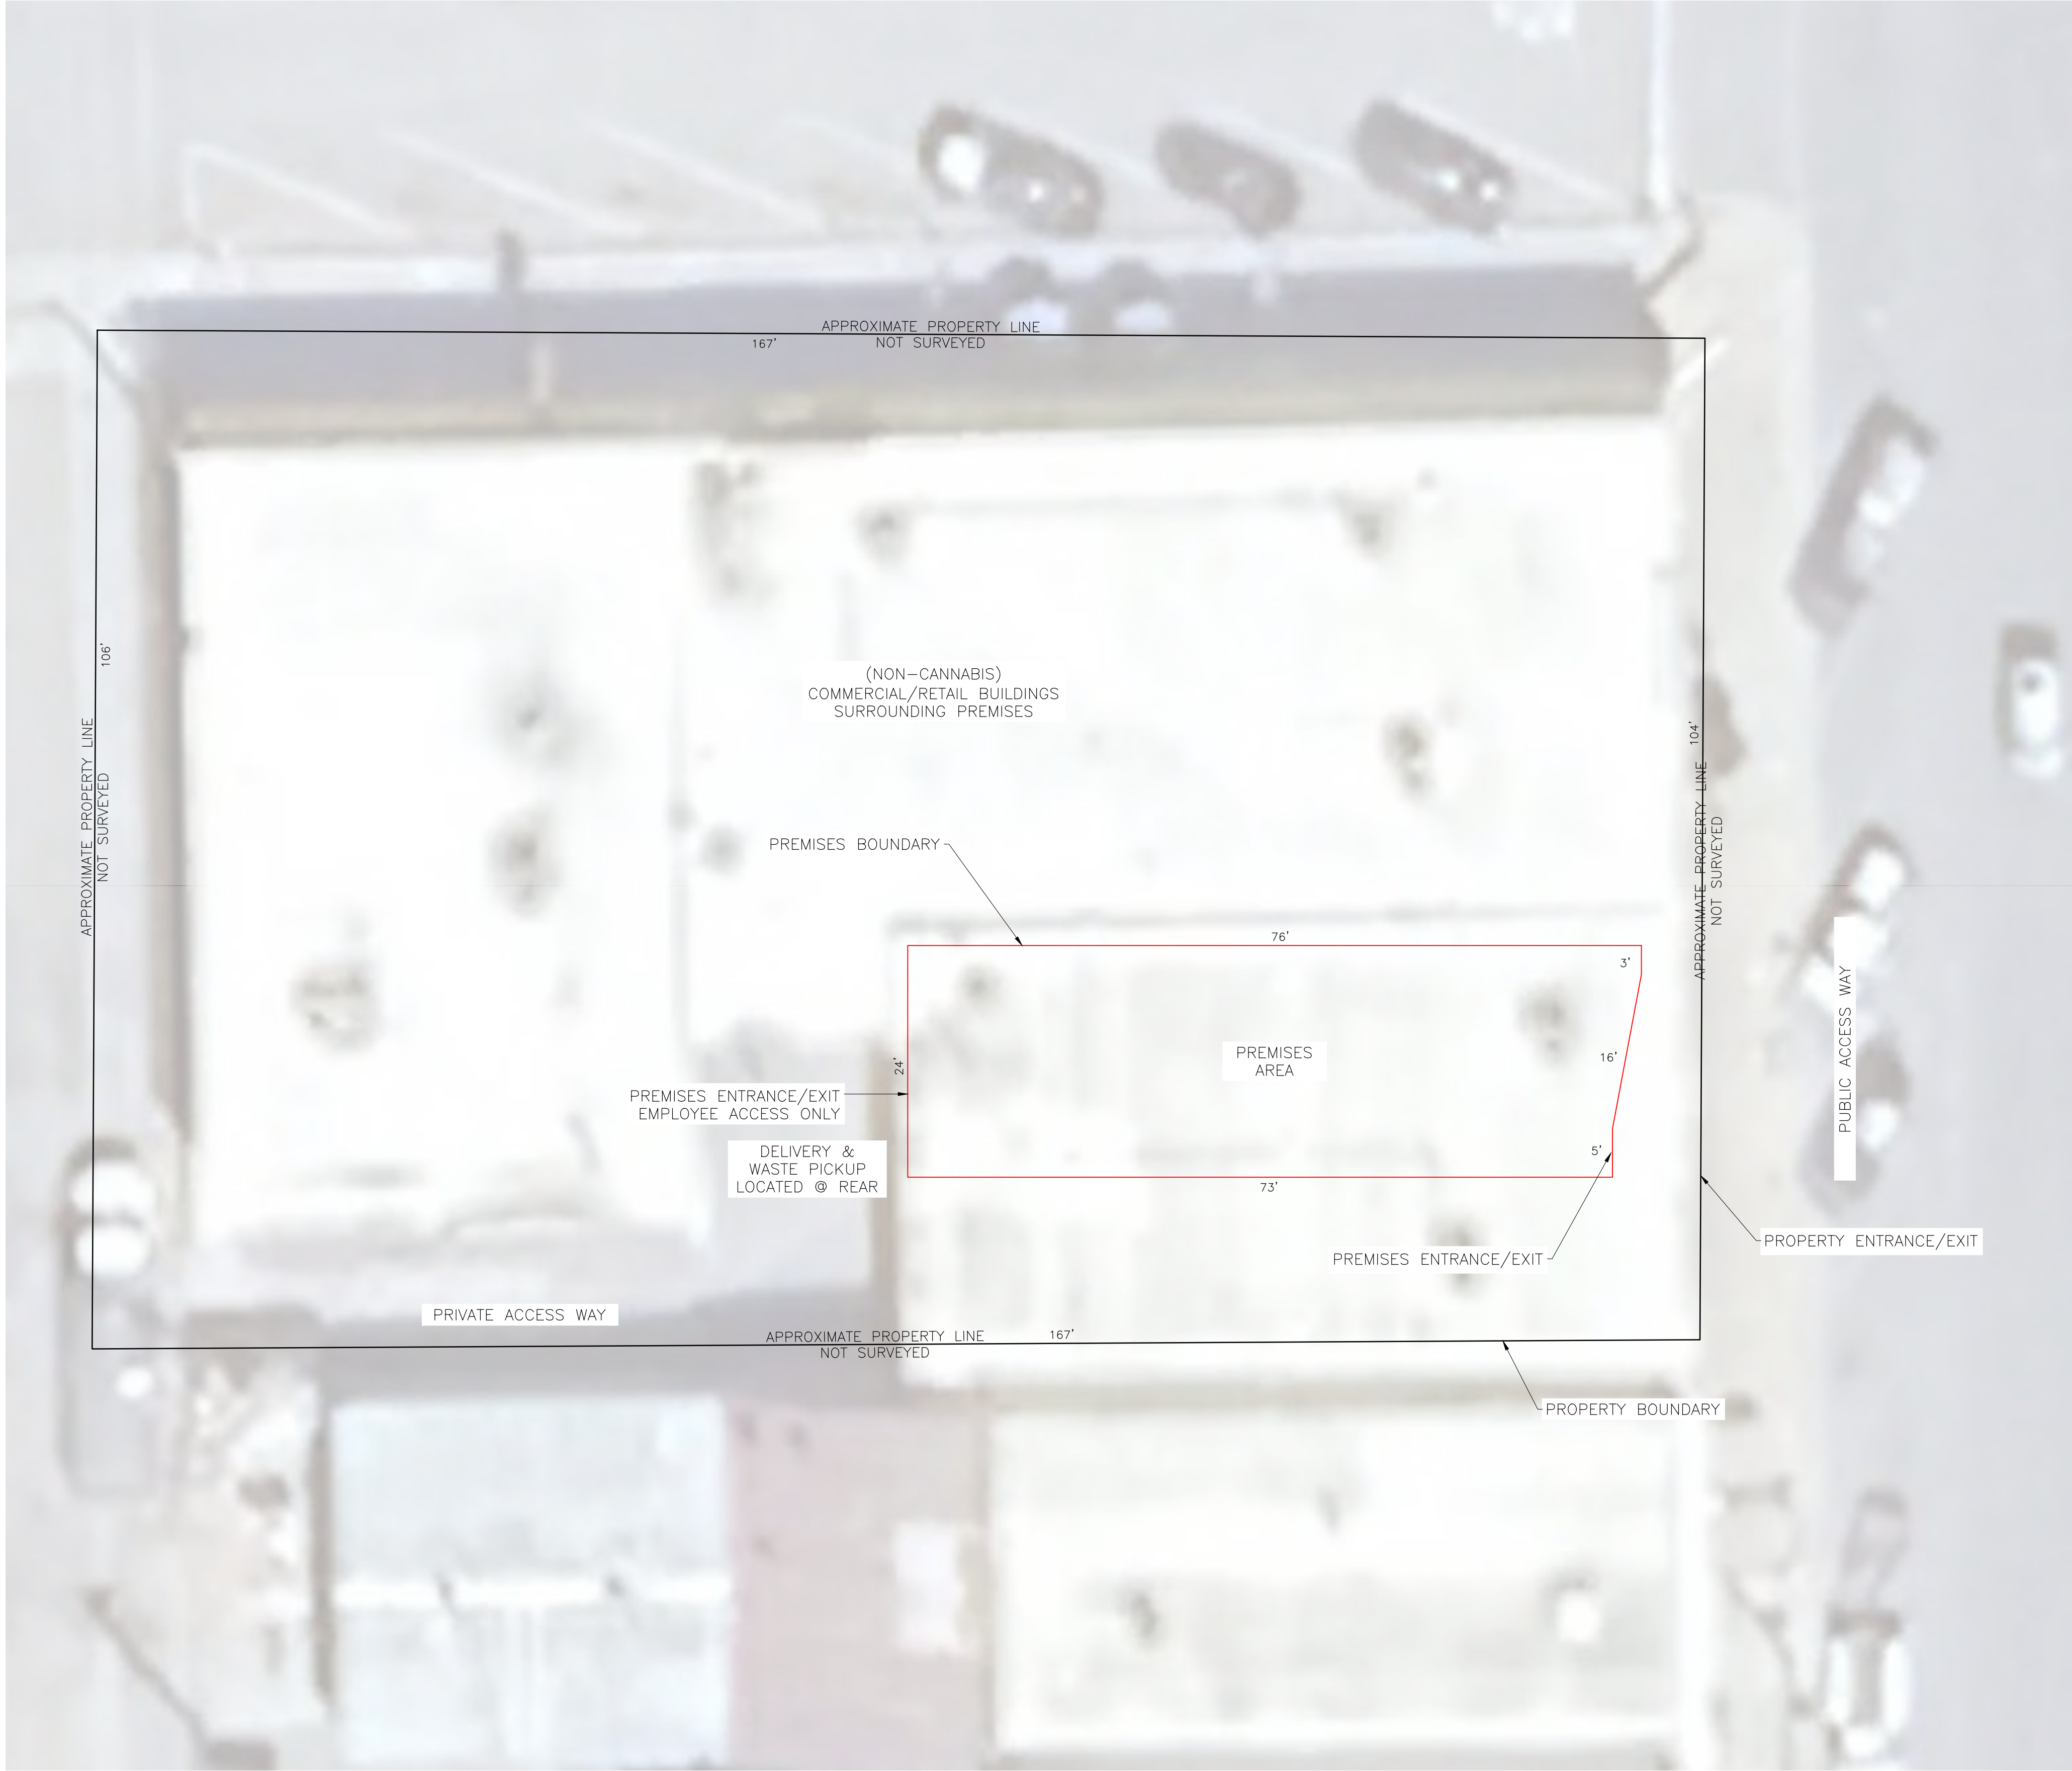 APPROXIMATE PROPERTY LINE
167' NOT SURVEYED
106'
APPROXIMATE PROPERTY LINE
NOT SURVEYED
(NON-CANNABIS)
COMMERCIAL/RETAIL BUILDINGS
SURROUNDING PREMISES
104'
APPROXIMATE PROPERTY LINE
NOT SURVEYED
PREMISES BOUNDARY
76'
3'
PUBLIC ACCESS WAY
24'
PREMISES
AREA
16'
PREMISES ENTRANCE/EXIT
EMPLOYEE ACCESS ONLY
DELIVERY &
WASTE PICKUP
LOCATED @ REAR
5'
73'
PREMISES ENTRANCE/EXIT
PROPERTY ENTRANCE/EXIT
PRIVATE ACCESS WAY
APPROXIMATE PROPERTY LINE 167'
NOT SURVEYED
PROPERTY BOUNDARY